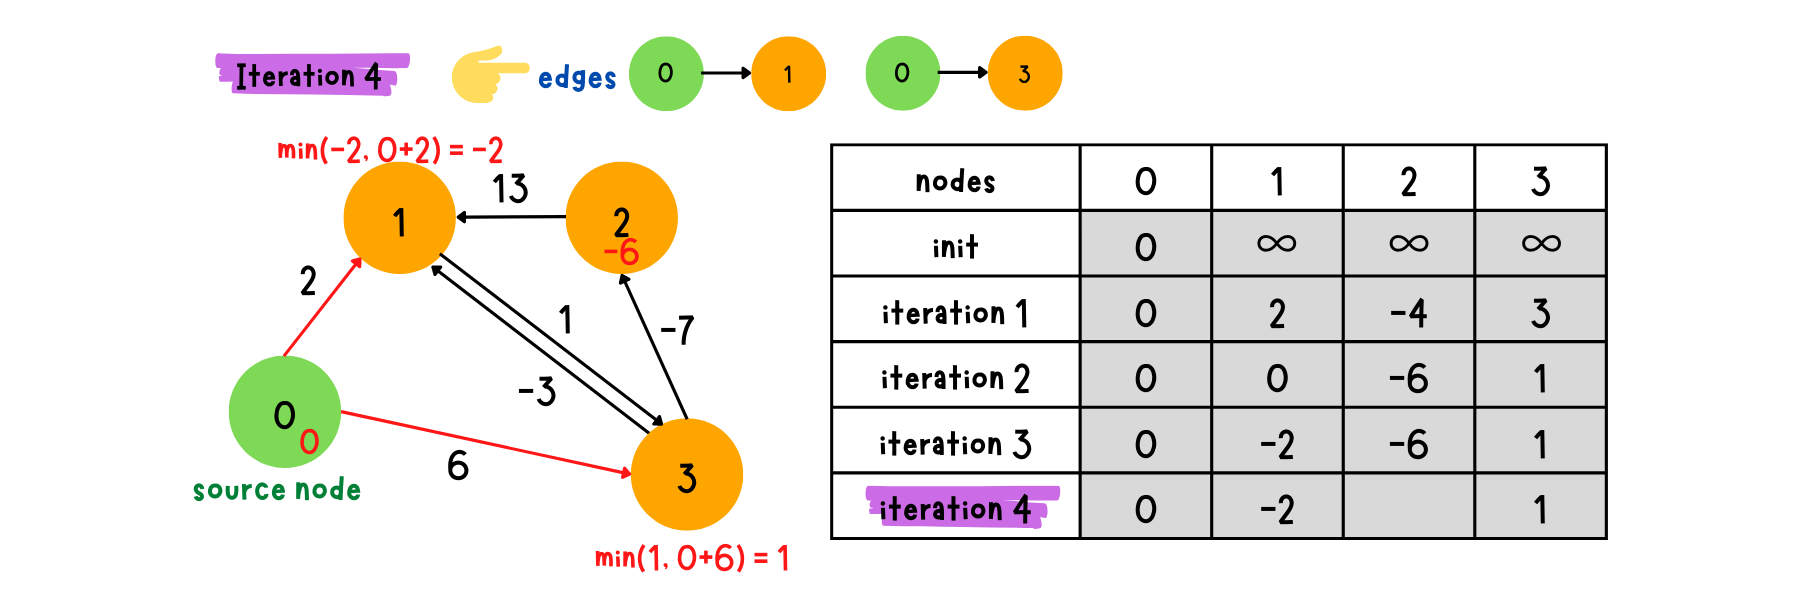 Iteration 4
edges
0
1
0
3
min(-2, 0+2) = -2
13
1
2
-6
2
1
-7
-3
0
0
6
3
source node
min(1, 0+6) = 1
nodes 0 1 2 3
init 0 ∞ ∞ ∞
iteration 1 0 2 -4 3
iteration 2 0 0 -6 1
iteration 3 0 -2 -6 1
iteration 4 0 -2 1